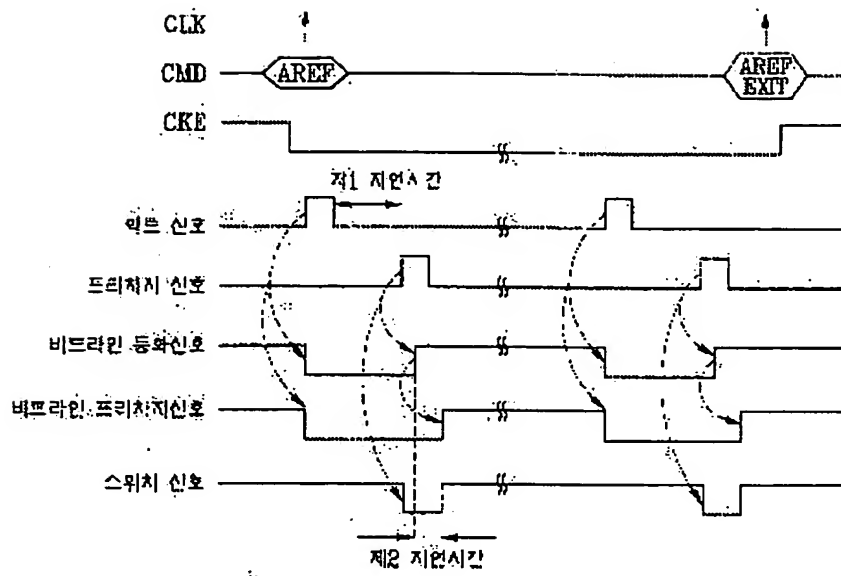 CLK
CMD AREF AREF EXIT
CKE
제1 지연시간
액티브 신호
프리차지 신호
비트라인 등화신호
비트라인 프리차지신호
스위치 신호
제2 지연시간